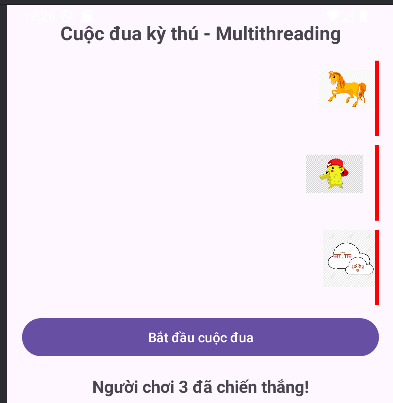 Cuộc đua kỳ thú - Multithreading
Bắt đầu cuộc đua
Người chơi 3 đã chiến thắng!